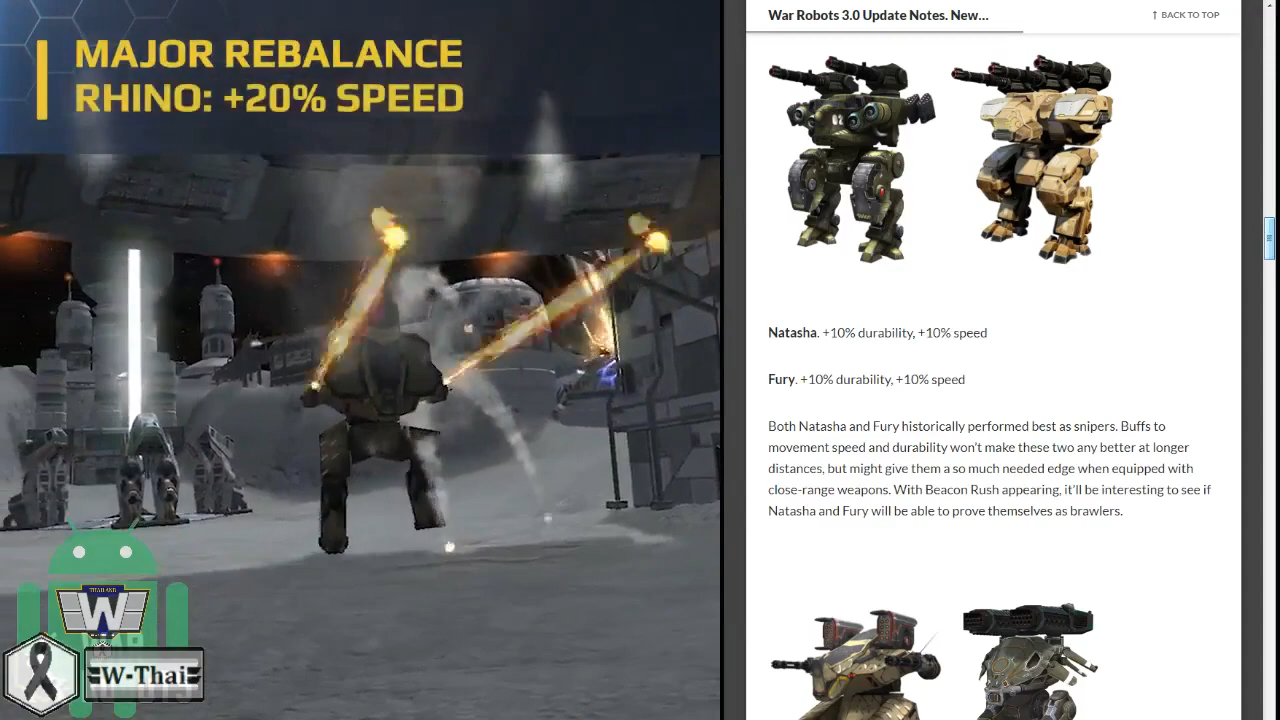 MAJOR REBALANCE
RHINO: +20% SPEED
THAILAND
W
W-Thai
War Robots 3.0 Update Notes. New...
↑ BACK TO TOP
Natasha. +10% durability, +10% speed
Fury. +10% durability, +10% speed
Both Natasha and Fury historically performed best as snipers. Buffs to
movement speed and durability won't make these two any better at longer
distances, but might give them a so much needed edge when equipped with
close-range weapons. With Beacon Rush appearing, it'll be interesting to see if
Natasha and Fury will be able to prove themselves as brawlers.